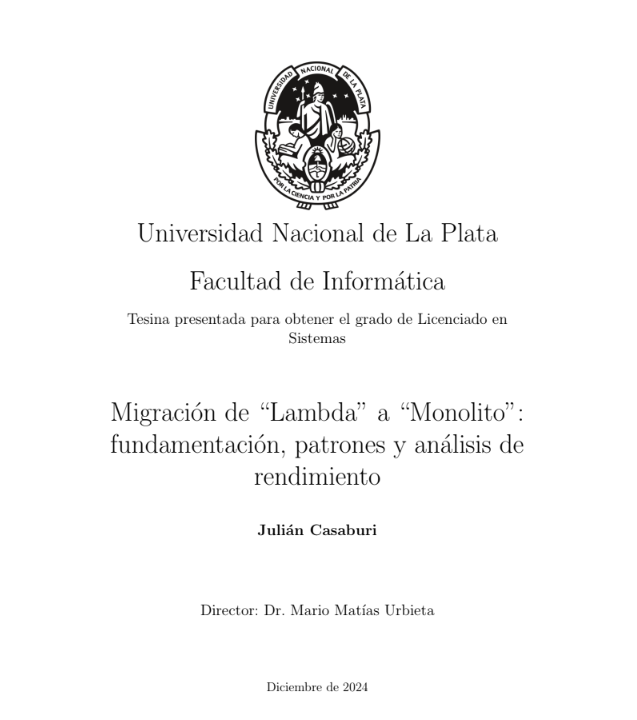 UNIVERSIDAD NACIONAL DE LA PLATA
POR LA CIENCIA Y POR LA PATRIA
Universidad Nacional de La Plata
Facultad de Informática
Tesina presentada para obtener el grado de Licenciado en
Sistemas
Migración de “Lambda” a “Monolito”:
fundamentación, patrones y análisis de
rendimiento
Julián Casaburi
Director: Dr. Mario Matías Urbieta
Diciembre de 2024